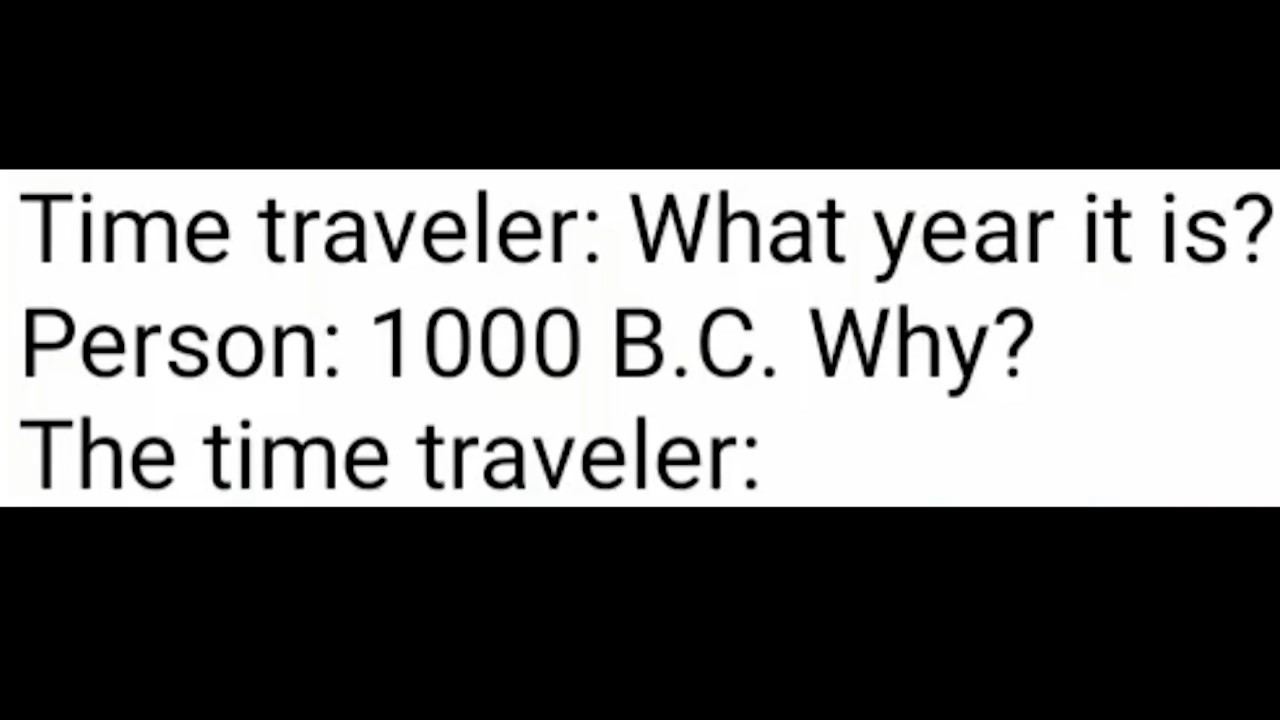 Time traveler: What year it is?
Person: 1000 B.C. Why?
The time traveler: